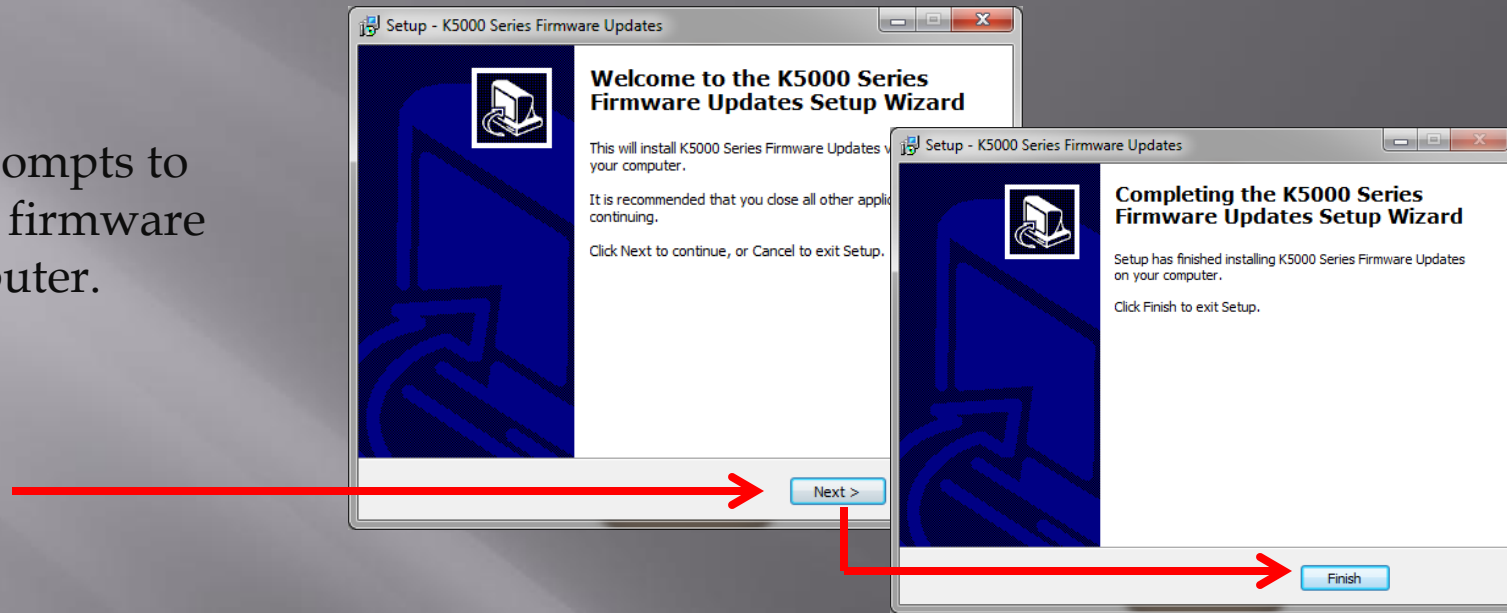 to
firmware
Setup - K5000 Series Firmware Updates
Welcome to the K5000 Series
Firmware Updates Setup Wizard
This will install K5000 Series Firmware Updates
your computer.
It is recommended that you close all other
continuing.
Click Next to continue, or Cancel to exit Setup.
Next >
Setup - K5000 Series Firmware Updates
Completing the K5000 Series
Firmware Updates Setup Wizard
Setup has finished installing K5000 Series Firmware Updates
on your computer.
Click Finish to exit Setup.
Finish